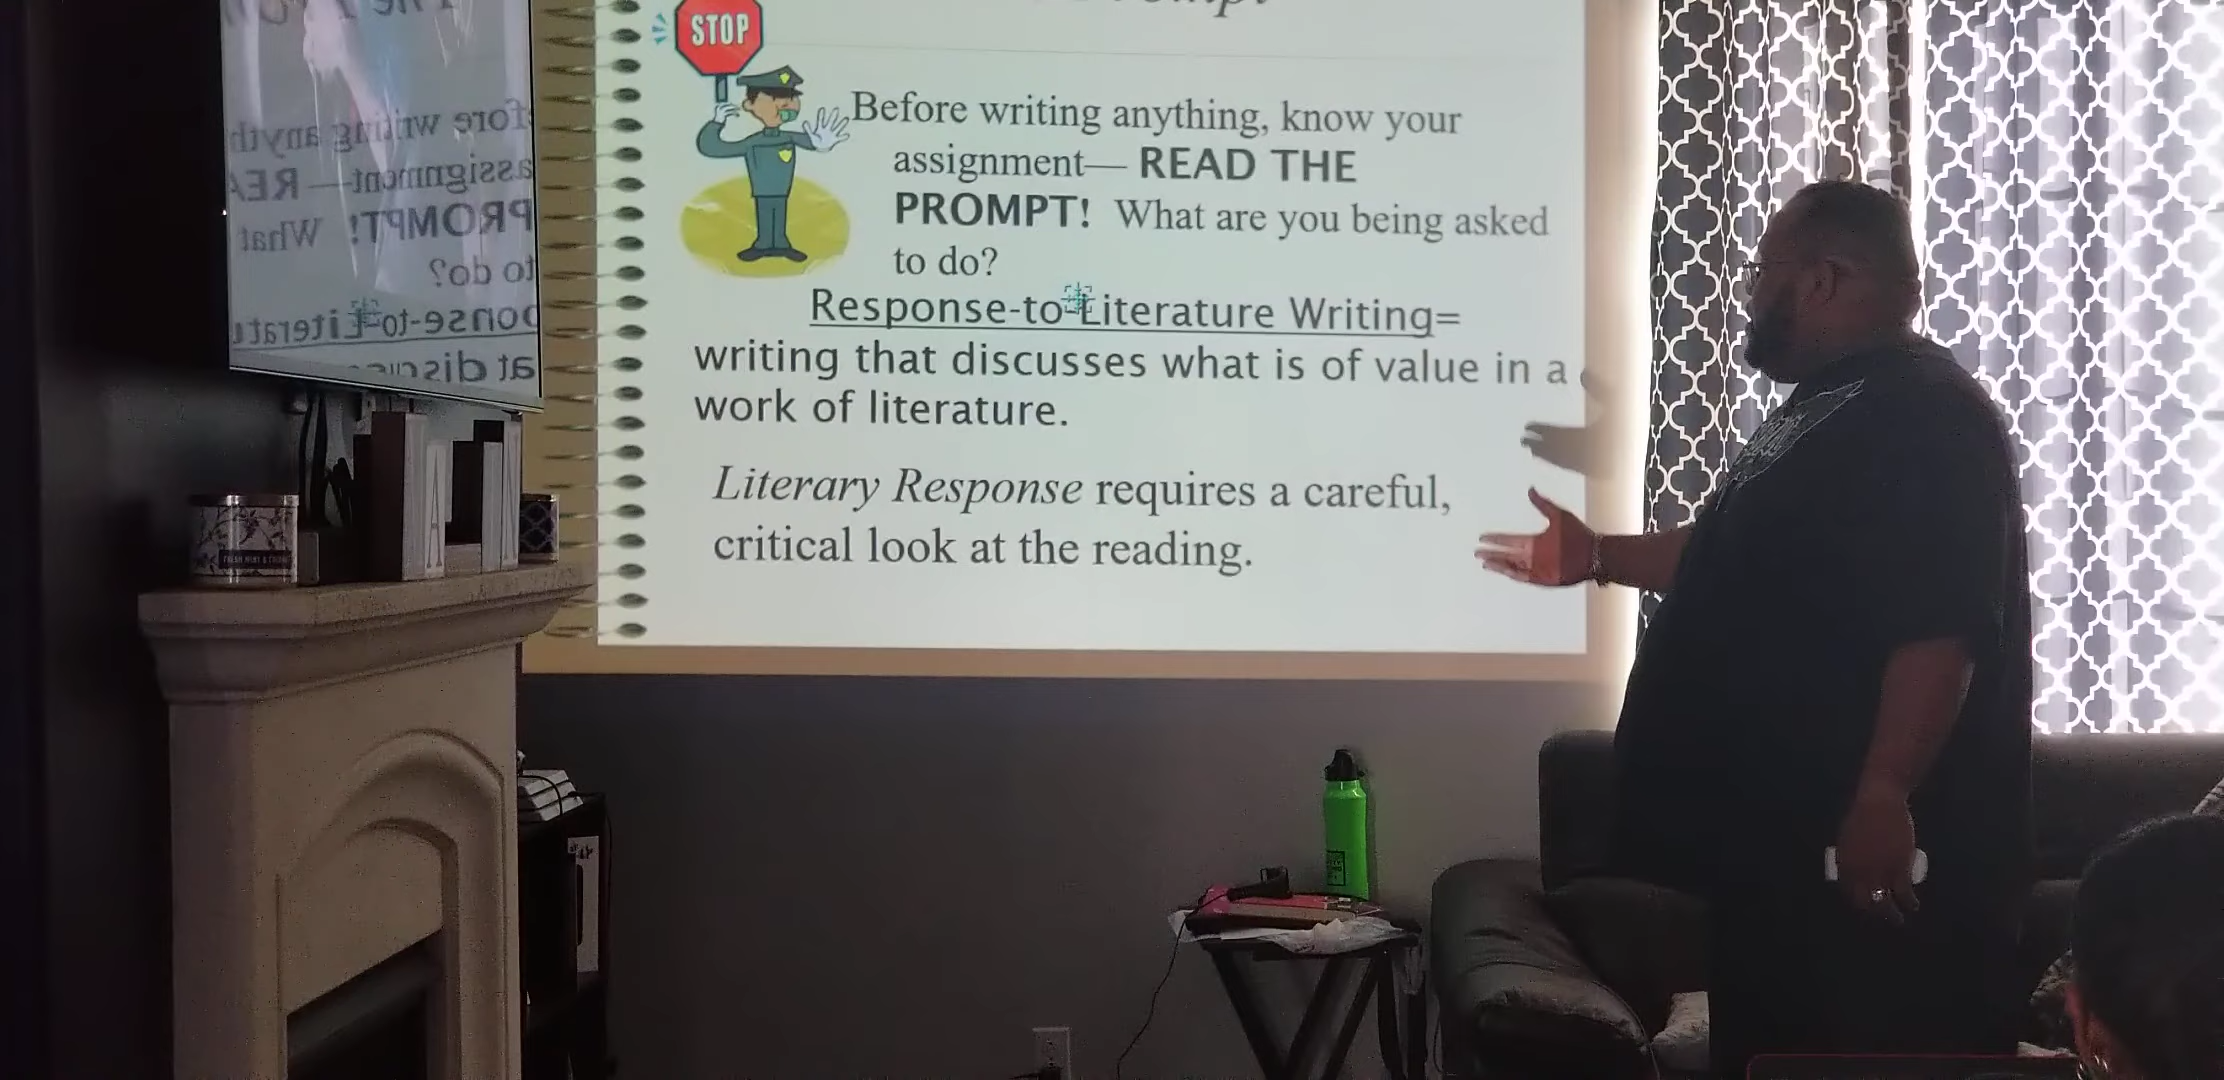 STOP
Before writing anything, know your
assignment— READ THE
PROMPT! What are you being asked
to do?
Response-to-Literature Writing=
writing that discusses what is of value in a
work of literature.
Literary Response requires a careful,
critical look at the reading.